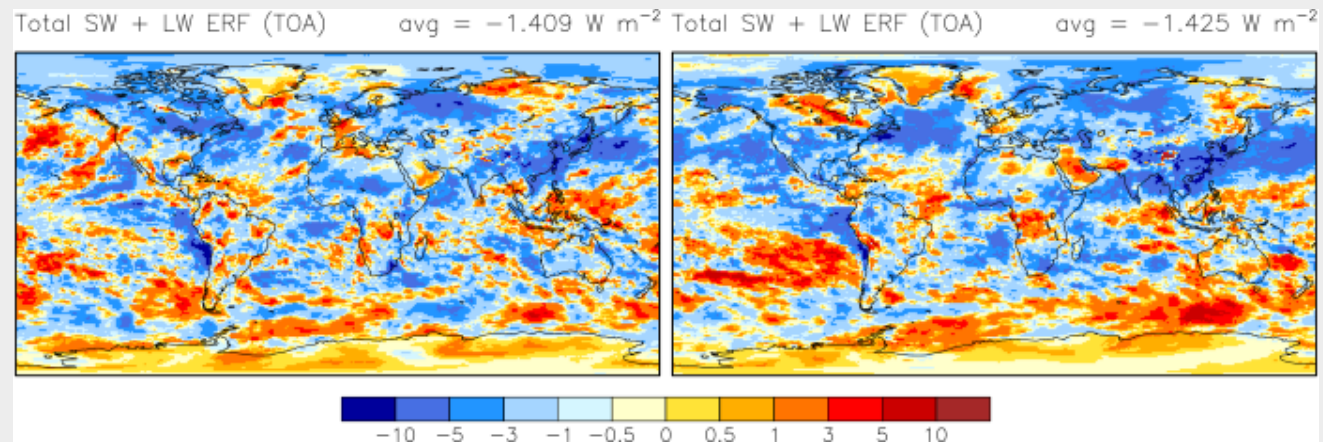 Total SW + LW ERF (TOA) avg = −1.409 W m⁻²
Total SW + LW ERF (TOA) avg = −1.425 W m⁻²
−10 −5 −3 −1 −0.5 0 0.5 1 3 5 10